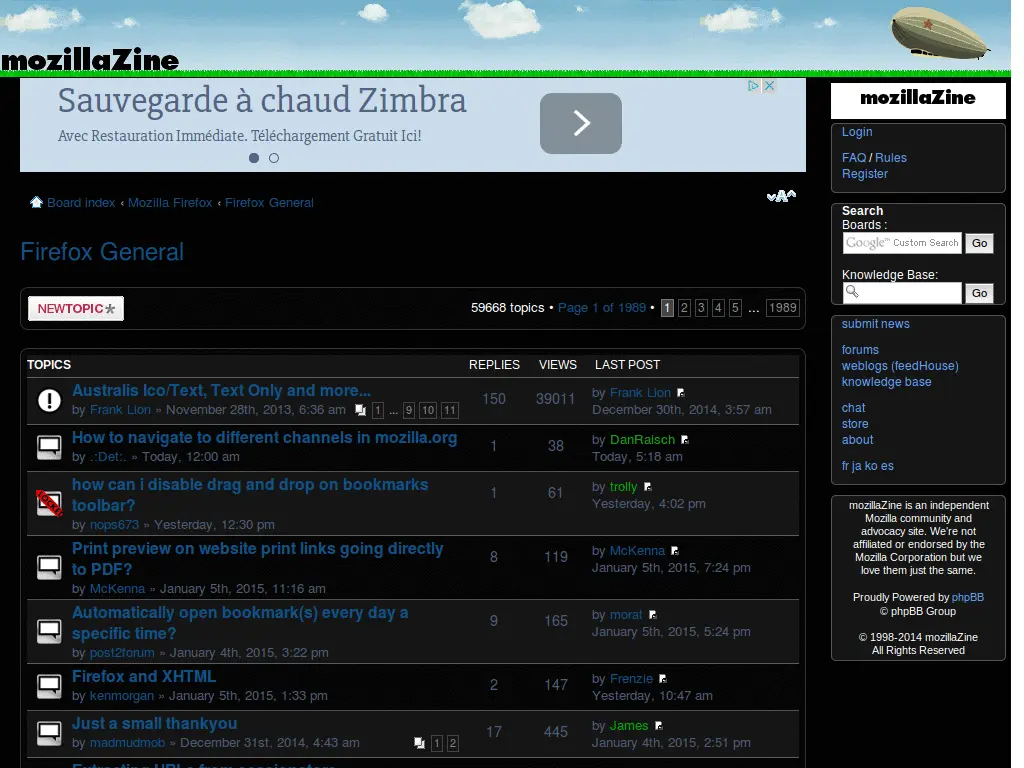 mozillaZine
Sauvegarde à chaud Zimbra
Avec Restauration Immédiate. Téléchargement Gratuit Ici!
Board index ‹ Mozilla Firefox ‹ Firefox General
Firefox General
NEWTOPIC*
59668 topics • Page 1 of 1989 • 1 2 3 4 5 ... 1989
TOPICS REPLIES VIEWS LAST POST
Australis Ico/Text, Text Only and more...
by Frank Lion » November 28th, 2013, 6:36 am 1 ... 9 10 11
150 39011
by Frank Lion
December 30th, 2014, 3:57 am
How to navigate to different channels in mozilla.org
by .:Det:. » Today, 12:00 am
1 38
by DanRaisch
Today, 5:18 am
how can i disable drag and drop on bookmarks
toolbar?
by nops673 » Yesterday, 12:30 pm
1 61
by trolly
Yesterday, 4:02 pm
Print preview on website print links going directly
to PDF?
by McKenna » January 5th, 2015, 11:16 am
8 119
by McKenna
January 5th, 2015, 7:24 pm
Automatically open bookmark(s) every day a
specific time?
by post2forum » January 4th, 2015, 3:22 pm
9 165
by morat
January 5th, 2015, 5:24 pm
Firefox and XHTML
by kenmorgan » January 5th, 2015, 1:33 pm
2 147
by Frenzie
Yesterday, 10:47 am
Just a small thankyou
by madmudmob » December 31st, 2014, 4:43 am 1 2
17 445
by James
January 4th, 2015, 2:51 pm
mozillaZine
Login
FAQ / Rules
Register
Search
Boards :
Google™ Custom Search Go
Knowledge Base:
Go
submit news
forums
weblogs (feedHouse)
knowledge base
chat
store
about
fr ja ko es
mozillaZine is an independent
Mozilla community and
advocacy site. We're not
affiliated or endorsed by the
Mozilla Corporation but we
love them just the same.
Proudly Powered by phpBB
© phpBB Group
© 1998-2014 mozillaZine
All Rights Reserved